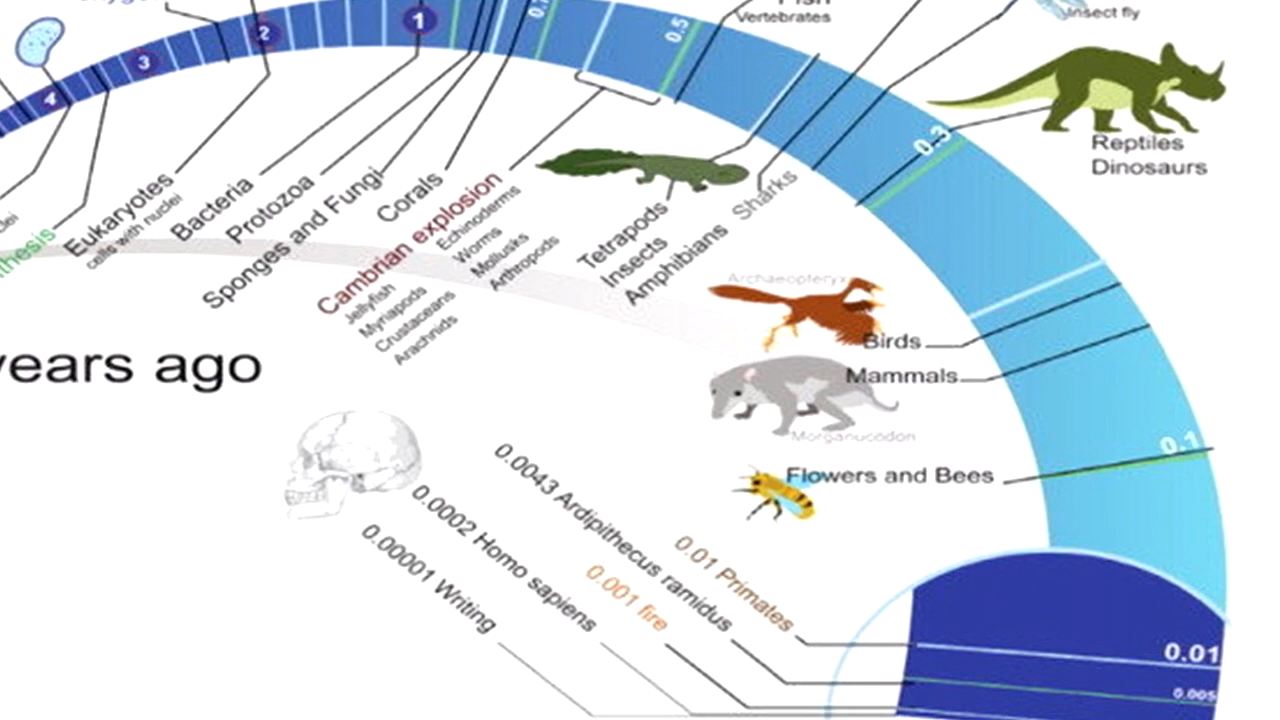 Vertebrates
Insect fly
1
2
3
4
0.5
0.3
0.1
Reptiles
Dinosaurs
Eukaryotes
cells with nuclei
Bacteria
Protozoa
Sponges and Fungi
Corals
Cambrian explosion
Echinoderms
Worms
Mollusks
Arthropods
Jellyfish
Myriapods
Crustaceans
Arachnids
Tetrapods
Insects
Amphibians
Sharks
Archaeopteryx
Birds
Mammals
Morganucodon
Flowers and Bees
years ago
0.01 Primates
0.0043 Ardipithecus ramidus
0.001 fire
0.0002 Homo sapiens
0.00001 Writing
0.01
0.005